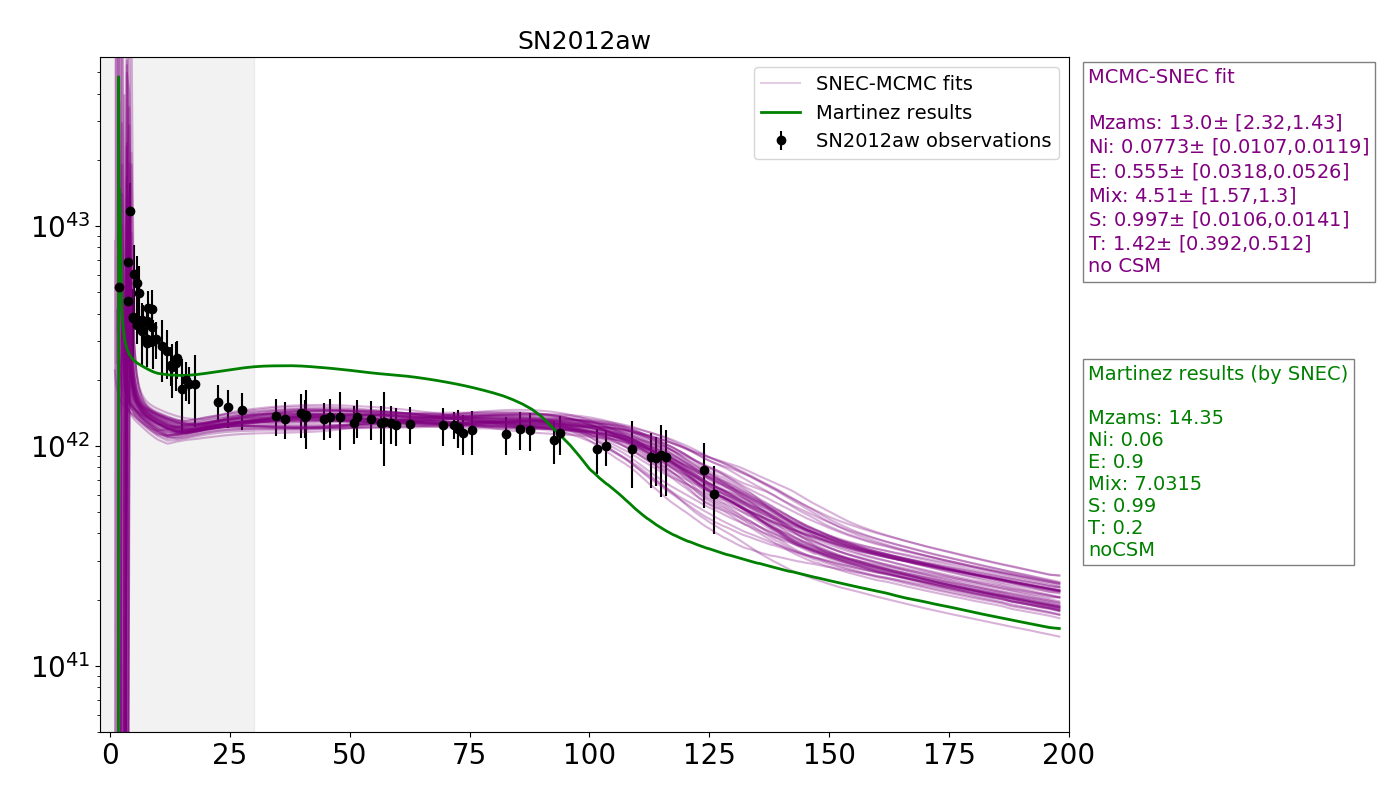 SN2012aw
SNEC-MCMC fits
Martinez results
SN2012aw observations
10^43
10^42
10^41
0 25 50 75 100 125 150 175 200
MCMC-SNEC fit
Mzams: 13.0± [2.32,1.43]
Ni: 0.0773± [0.0107,0.0119]
E: 0.555± [0.0318,0.0526]
Mix: 4.51± [1.57,1.3]
S: 0.997± [0.0106,0.0141]
T: 1.42± [0.392,0.512]
no CSM
Martinez results (by SNEC)
Mzams: 14.35
Ni: 0.06
E: 0.9
Mix: 7.0315
S: 0.99
T: 0.2
noCSM